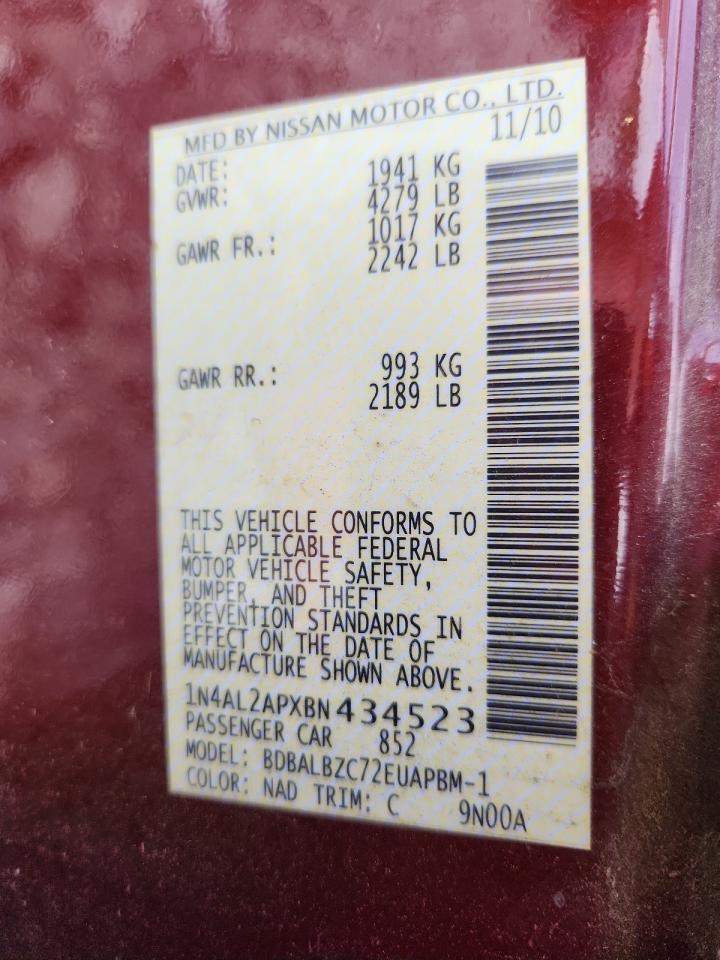 MFD BY NISSAN MOTOR CO., LTD.
DATE: 11/10
GVWR: 1941 KG
4279 LB
GAWR FR.: 1017 KG
2242 LB
GAWR RR.: 993 KG
2189 LB
THIS VEHICLE CONFORMS TO
ALL APPLICABLE FEDERAL
MOTOR VEHICLE SAFETY,
BUMPER, AND THEFT
PREVENTION STANDARDS IN
EFFECT ON THE DATE OF
MANUFACTURE SHOWN ABOVE.
1N4AL2APXBN434523
PASSENGER CAR 852
MODEL: BDBALBZC72EUAPBM-1
COLOR: NAD TRIM: C 9N00A